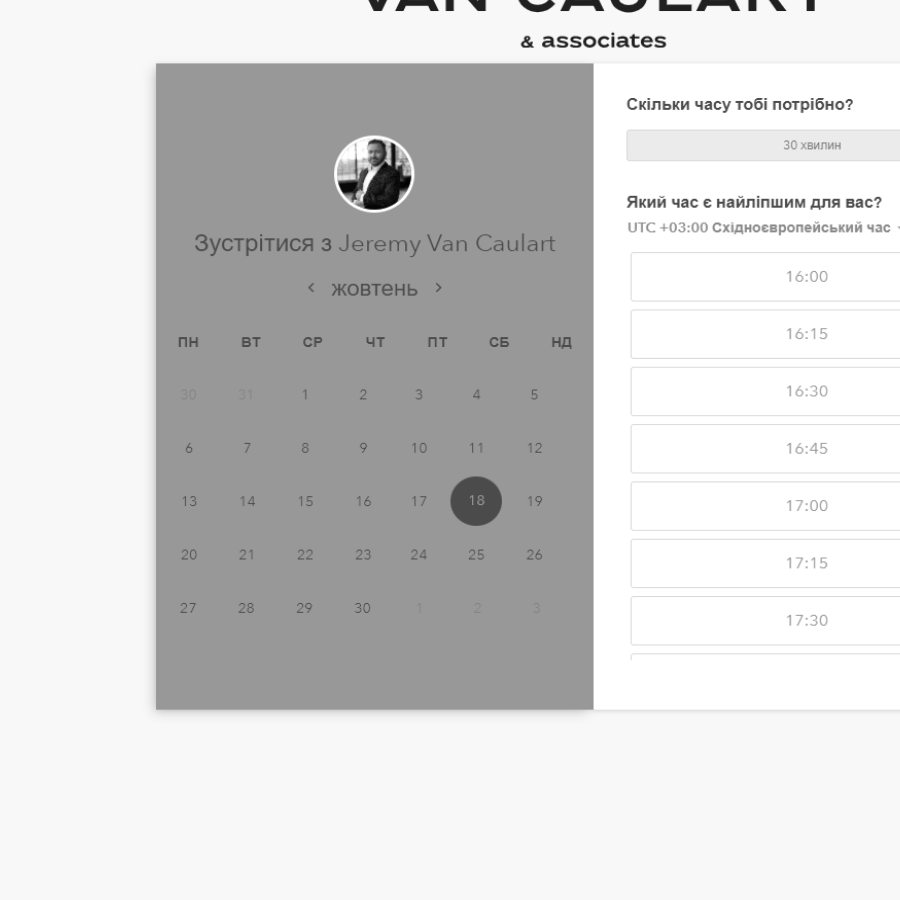 VAN CAULART
& associates
Зустрітися з Jeremy Van Caulart
‹ жовтень ›
ПН ВТ СР ЧТ ПТ СБ НД
30 31 1 2 3 4 5
6 7 8 9 10 11 12
13 14 15 16 17 18 19
20 21 22 23 24 25 26
27 28 29 30 1 2 3
Скільки часу тобі потрібно?
30 хвилин
Який час є найліпшим для вас?
UTC +03:00 Східноєвропейський час
16:00
16:15
16:30
16:45
17:00
17:15
17:30